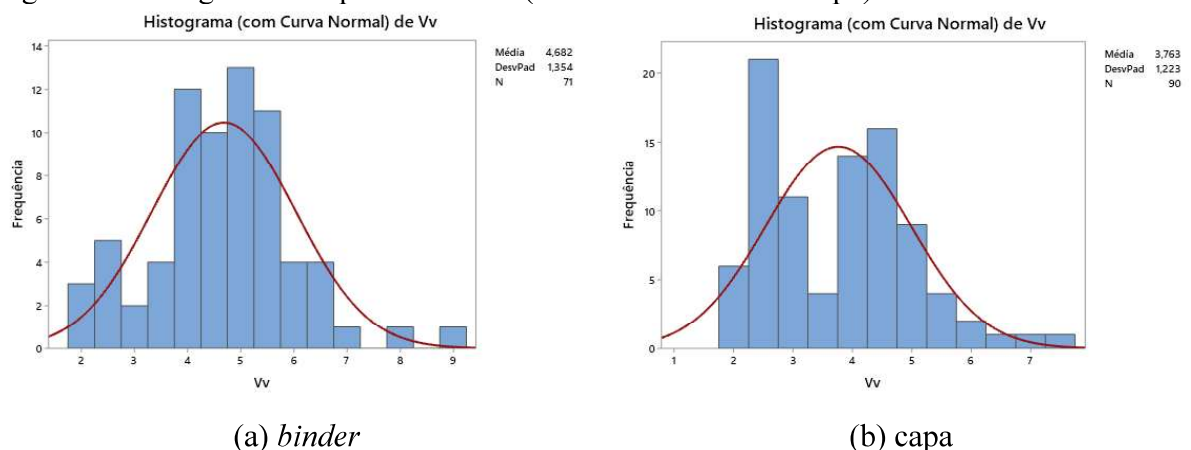 Histograma (com Curva Normal) de Vv
Média 4,682
DesvPad 1,354
N 71
Frequência
14
12
10
8
6
4
2
0
2 3 4 5 6 7 8 9
Vv
(a) binder
Histograma (com Curva Normal) de Vv
Média 3,763
DesvPad 1,223
N 90
Frequência
20
15
10
5
0
1 2 3 4 5 6 7
Vv
(b) capa